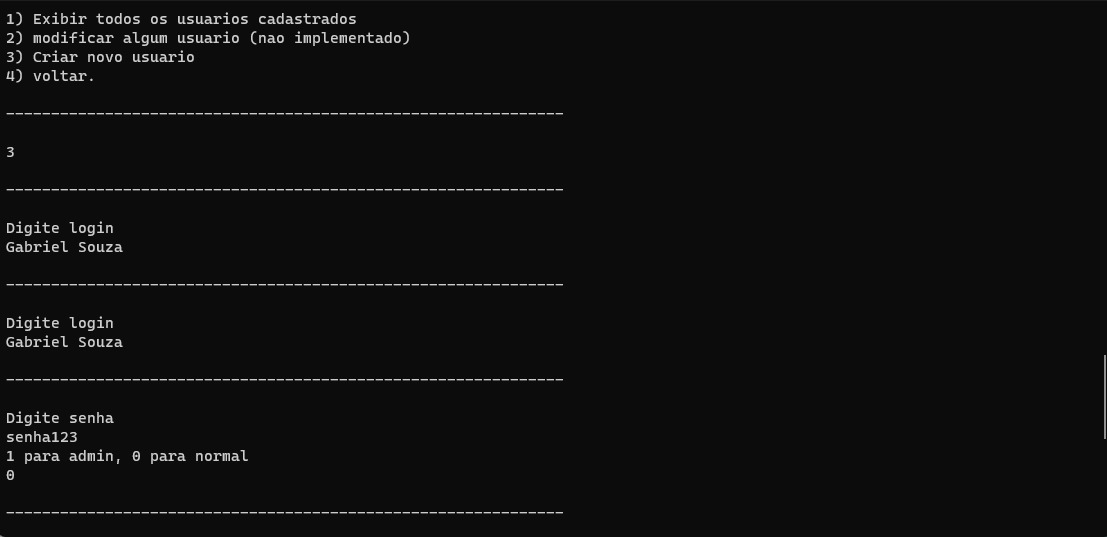 1) Exibir todos os usuarios cadastrados
2) modificar algum usuario (nao implementado)
3) Criar novo usuario
4) voltar.
--------------------------------------------------------------
3
--------------------------------------------------------------
Digite login
Gabriel Souza
--------------------------------------------------------------
Digite login
Gabriel Souza
--------------------------------------------------------------
Digite senha
senha123
1 para admin, 0 para normal
0
--------------------------------------------------------------